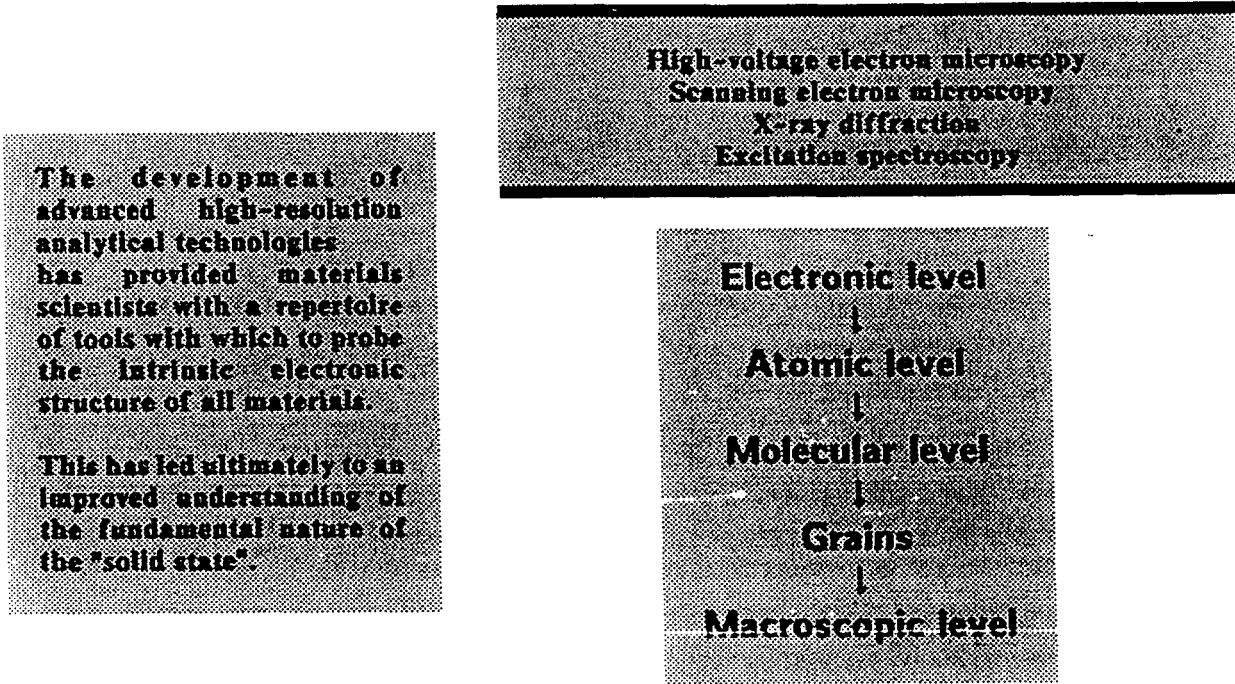 High-voltage electron microscopy
Scanning electron microscopy
X-ray diffraction
Excitation spectroscopy
The development of
advanced high-resolution
analytical technologies
has provided materials
scientists with a repertoire
of tools with which to probe
the intrinsic electronic
structure of all materials.
This has led ultimately to an
improved understanding of
the fundamental nature of
the "solid state".
Electronic level
↓
Atomic level
↓
Molecular level
↓
Grains
↓
Macroscopic level